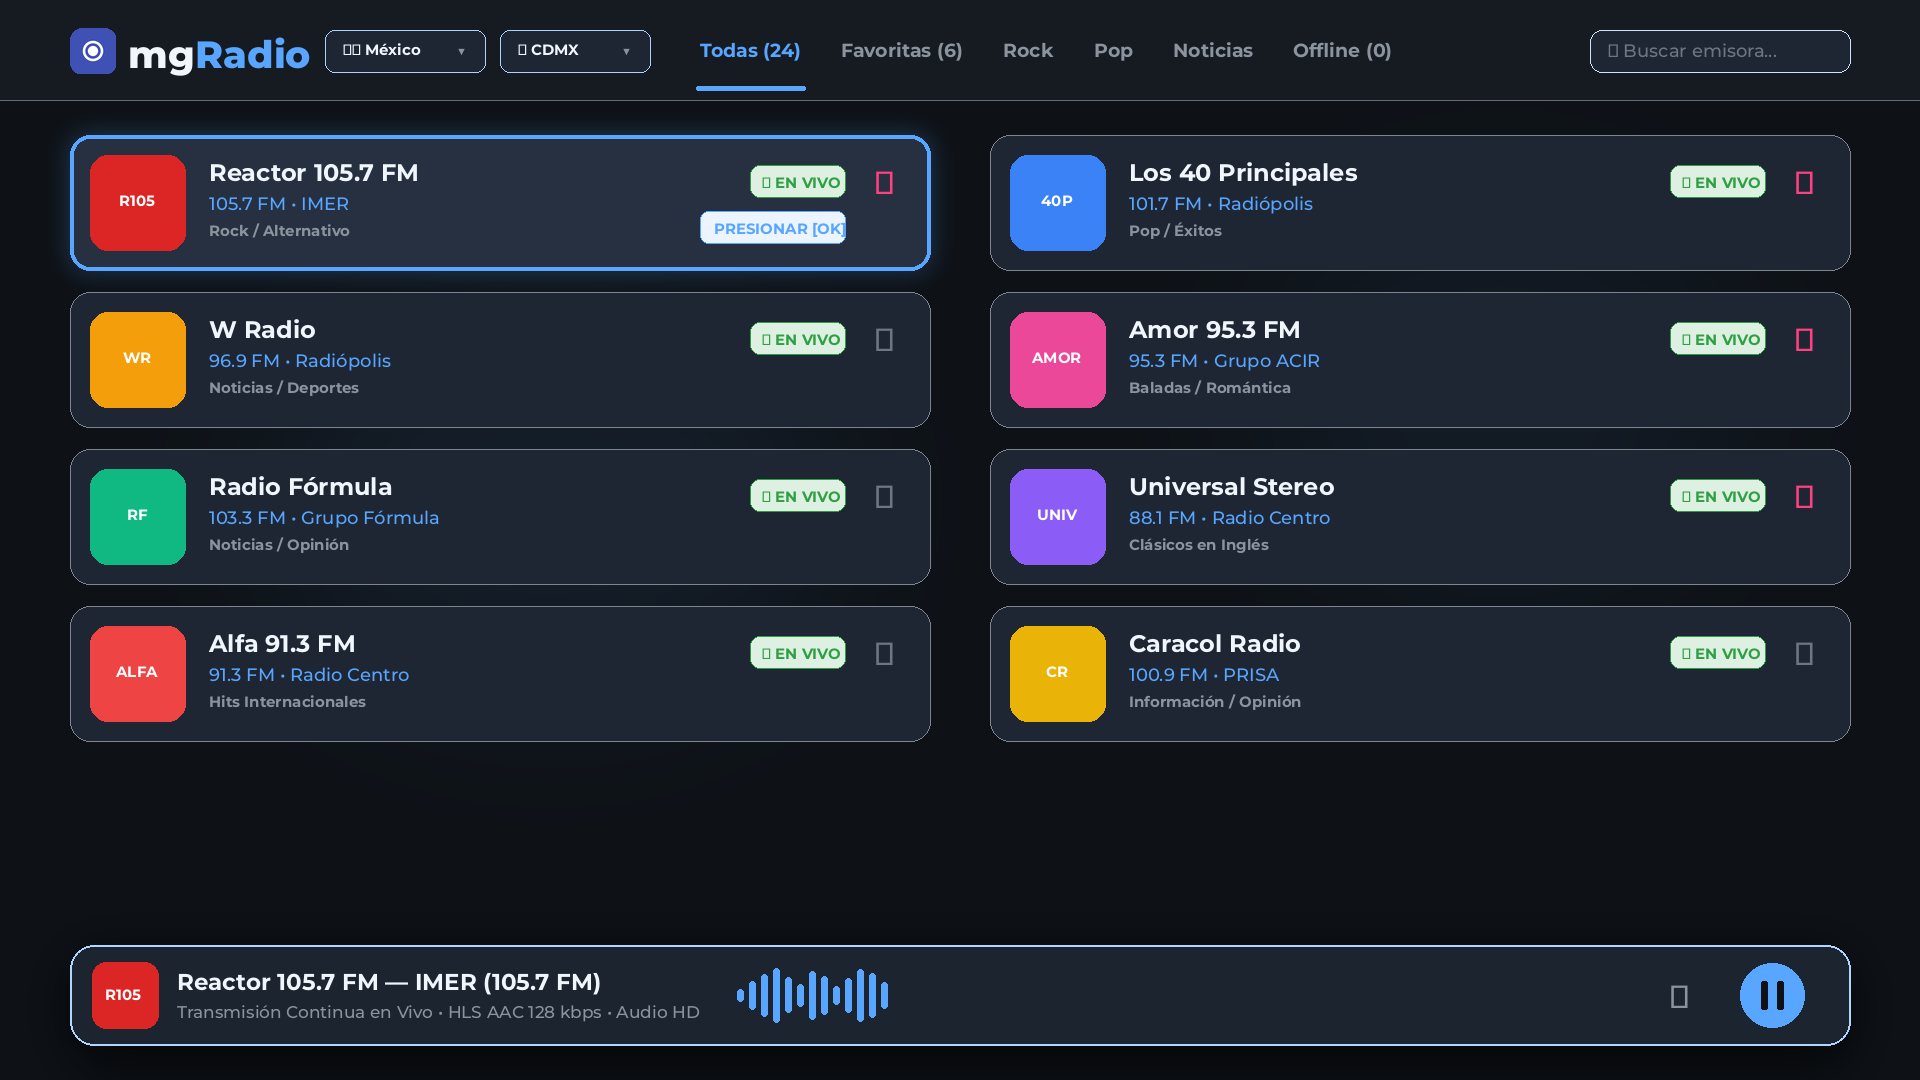 mgRadio
México
CDMX
Todas (24)
Favoritas (6)
Rock
Pop
Noticias
Offline (0)
Buscar emisora...
R105
Reactor 105.7 FM
105.7 FM • IMER
Rock / Alternativo
EN VIVO
PRESIONAR [OK]
40P
Los 40 Principales
101.7 FM • Radiópolis
Pop / Éxitos
EN VIVO
WR
W Radio
96.9 FM • Radiópolis
Noticias / Deportes
EN VIVO
AMOR
Amor 95.3 FM
95.3 FM • Grupo ACIR
Baladas / Romántica
EN VIVO
RF
Radio Fórmula
103.3 FM • Grupo Fórmula
Noticias / Opinión
EN VIVO
UNIV
Universal Stereo
88.1 FM • Radio Centro
Clásicos en Inglés
EN VIVO
ALFA
Alfa 91.3 FM
91.3 FM • Radio Centro
Hits Internacionales
EN VIVO
CR
Caracol Radio
100.9 FM • PRISA
Información / Opinión
EN VIVO
R105
Reactor 105.7 FM — IMER (105.7 FM)
Transmisión Continua en Vivo • HLS AAC 128 kbps • Audio HD